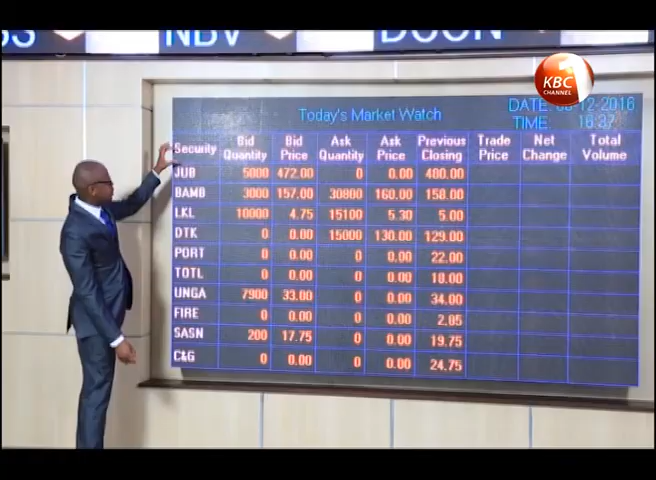 NBV
KBC
CHANNEL
Today's Market Watch
DATE: 12-2016
TIME 16:37
Security Bid Quantity Bid Price Ask Quantity Ask Price Previous Closing Trade Price Net Change Total Volume
JUB 5000 472.00 0 0.00 480.00
BAMB 3000 157.00 30800 160.00 158.00
LKL 10000 4.75 15100 5.30 5.00
DTK 0 0.00 15000 130.00 129.00
PORT 0 0.00 0 0.00 22.00
TOTL 0 0.00 0 0.00 18.00
UNGA 7900 33.00 0 0.00 34.00
FIRE 0 0.00 0 0.00 2.85
SASN 200 17.75 0 0.00 19.75
C&G 0 0.00 0 0.00 24.75